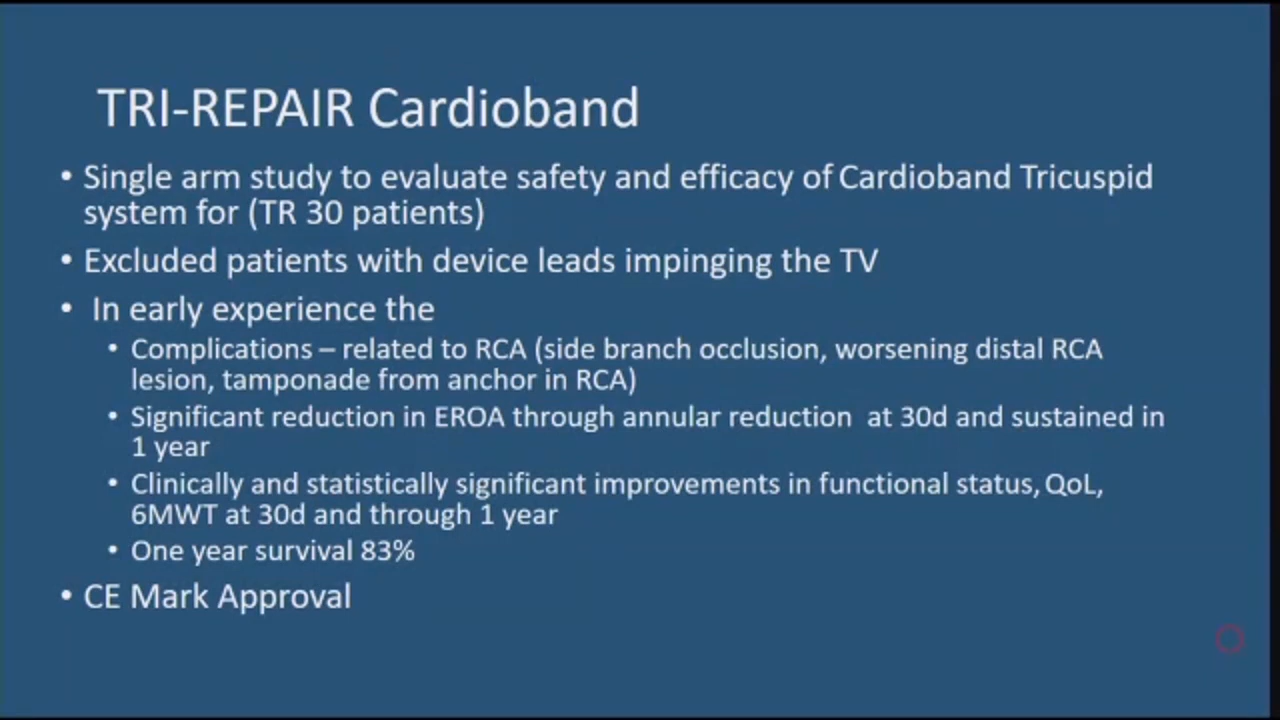 TRI-REPAIR Cardioband
• Single arm study to evaluate safety and efficacy of Cardioband Tricuspid
system for (TR 30 patients)
• Excluded patients with device leads impinging the TV
• In early experience the
• Complications – related to RCA (side branch occlusion, worsening distal RCA
lesion, tamponade from anchor in RCA)
• Significant reduction in EROA through annular reduction  at 30d and sustained in
1 year
• Clinically and statistically significant improvements in functional status, QoL,
6MWT at 30d and through 1 year
• One year survival 83%
• CE Mark Approval